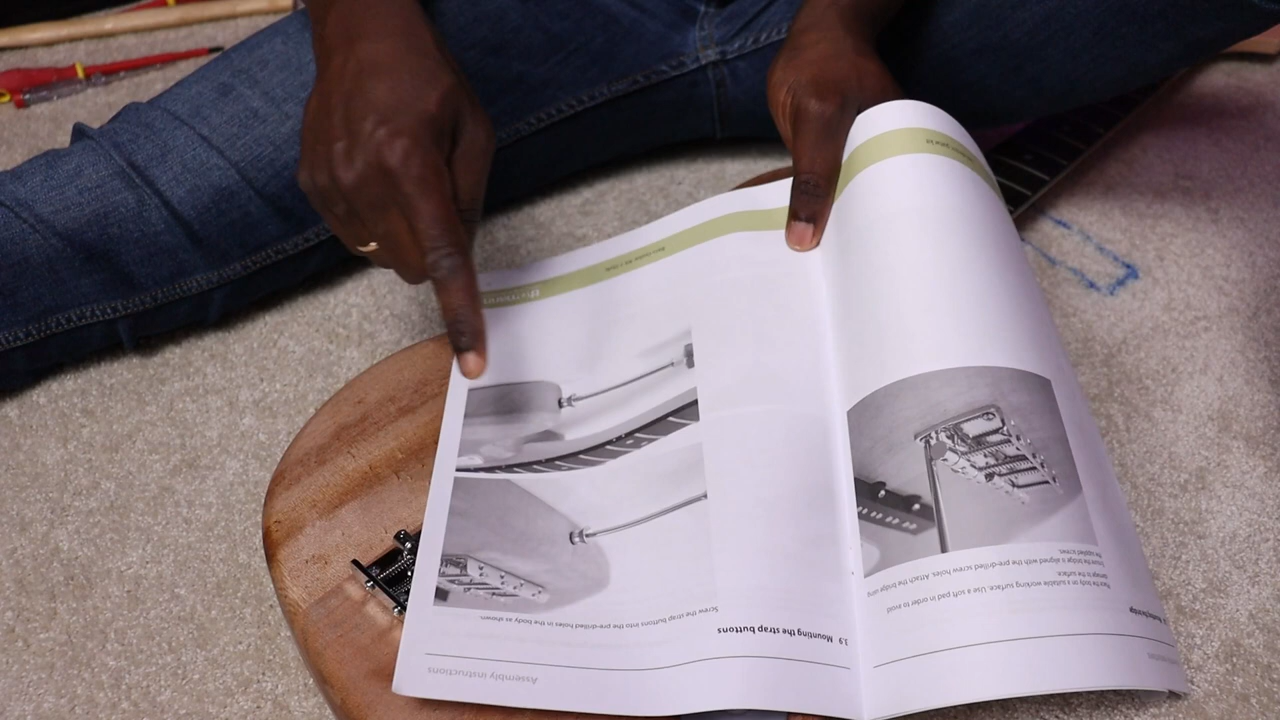 Assembly instructions
3.9 Mounting the strap buttons
Screw the strap buttons into the pre-drilled holes in the body as shown.
Place the body on a suitable working surface. Use a soft pad in order to avoid
damage to the surface.
Ensure the bridge is aligned with the pre-drilled screw holes. Attach the bridge using
the supplied screws.